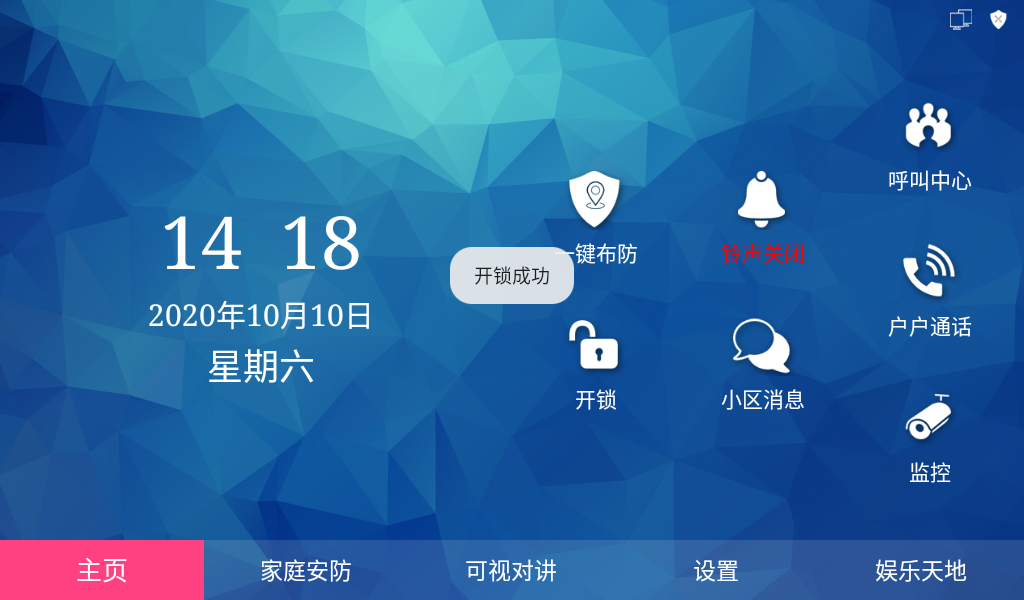 呼叫中心
14 18
一键布防
铃声关闭
开锁成功
2020年10月10日
户户通话
星期六
开锁
小区消息
监控
主页
家庭安防
可视对讲
设置
娱乐天地